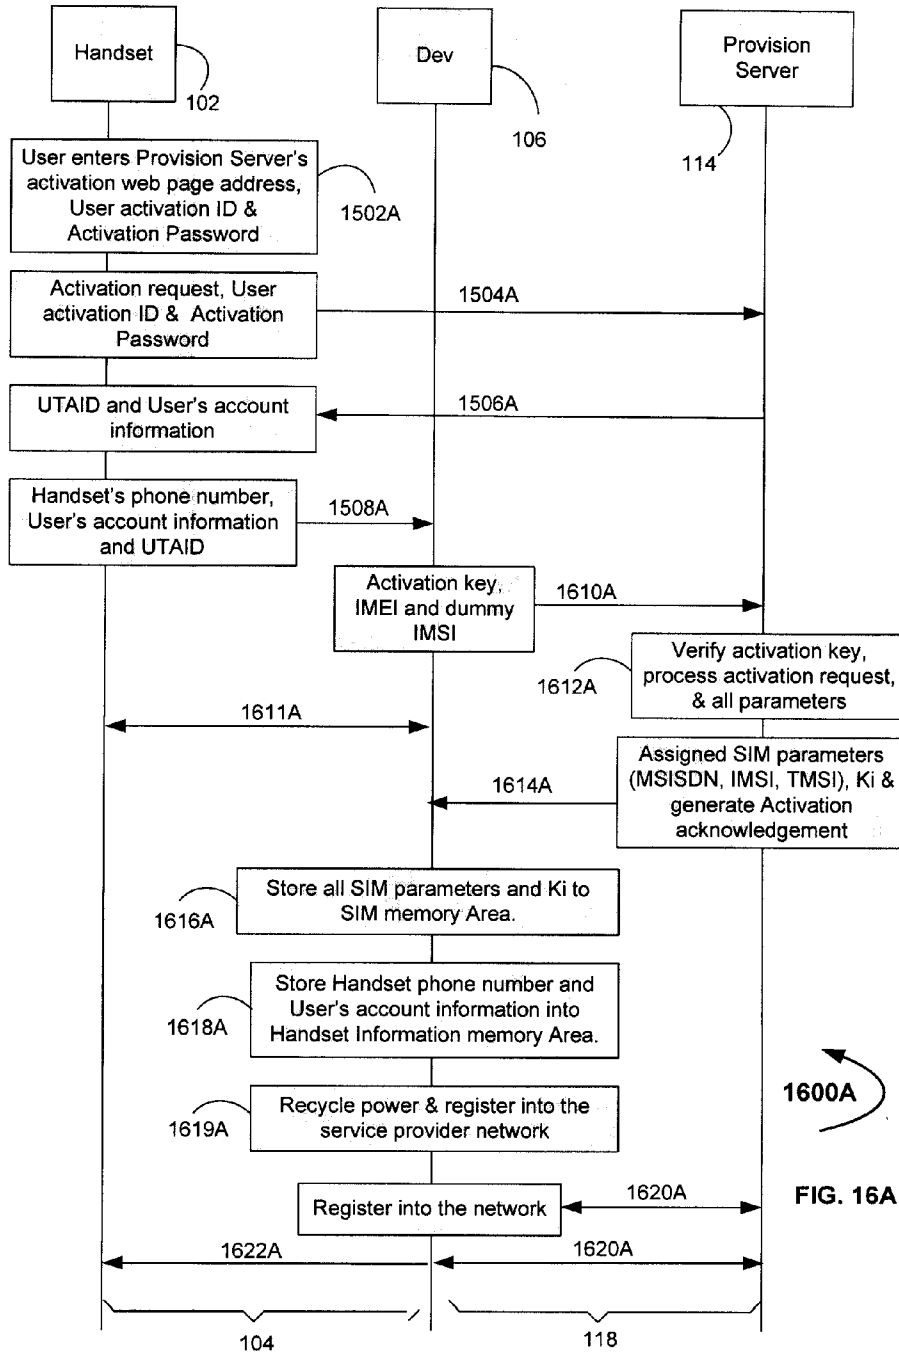 Handset
Dev
Provision
Server
102
106
114
User enters Provision Server's
activation web page address,
User activation ID &
Activation Password
1502A
Activation request, User
activation ID & Activation
Password
1504A
UTAID and User's account
information
1506A
Handset's phone number,
User's account information
and UTAID
1508A
Activation key,
IMEI and dummy
IMSI
1610A
Verify activation key,
process activation request,
& all parameters
1612A
1611A
Assigned SIM parameters
(MSISDN, IMSI, TMSI), Ki &
generate Activation
acknowledgement
1614A
Store all SIM parameters and Ki to
SIM memory Area.
1616A
Store Handset phone number and
User's account information into
Handset Information memory Area.
1618A
Recycle power & register into the
service provider network
1619A
1600A
Register into the network
1620A
FIG. 16A
1622A
1620A
104
118